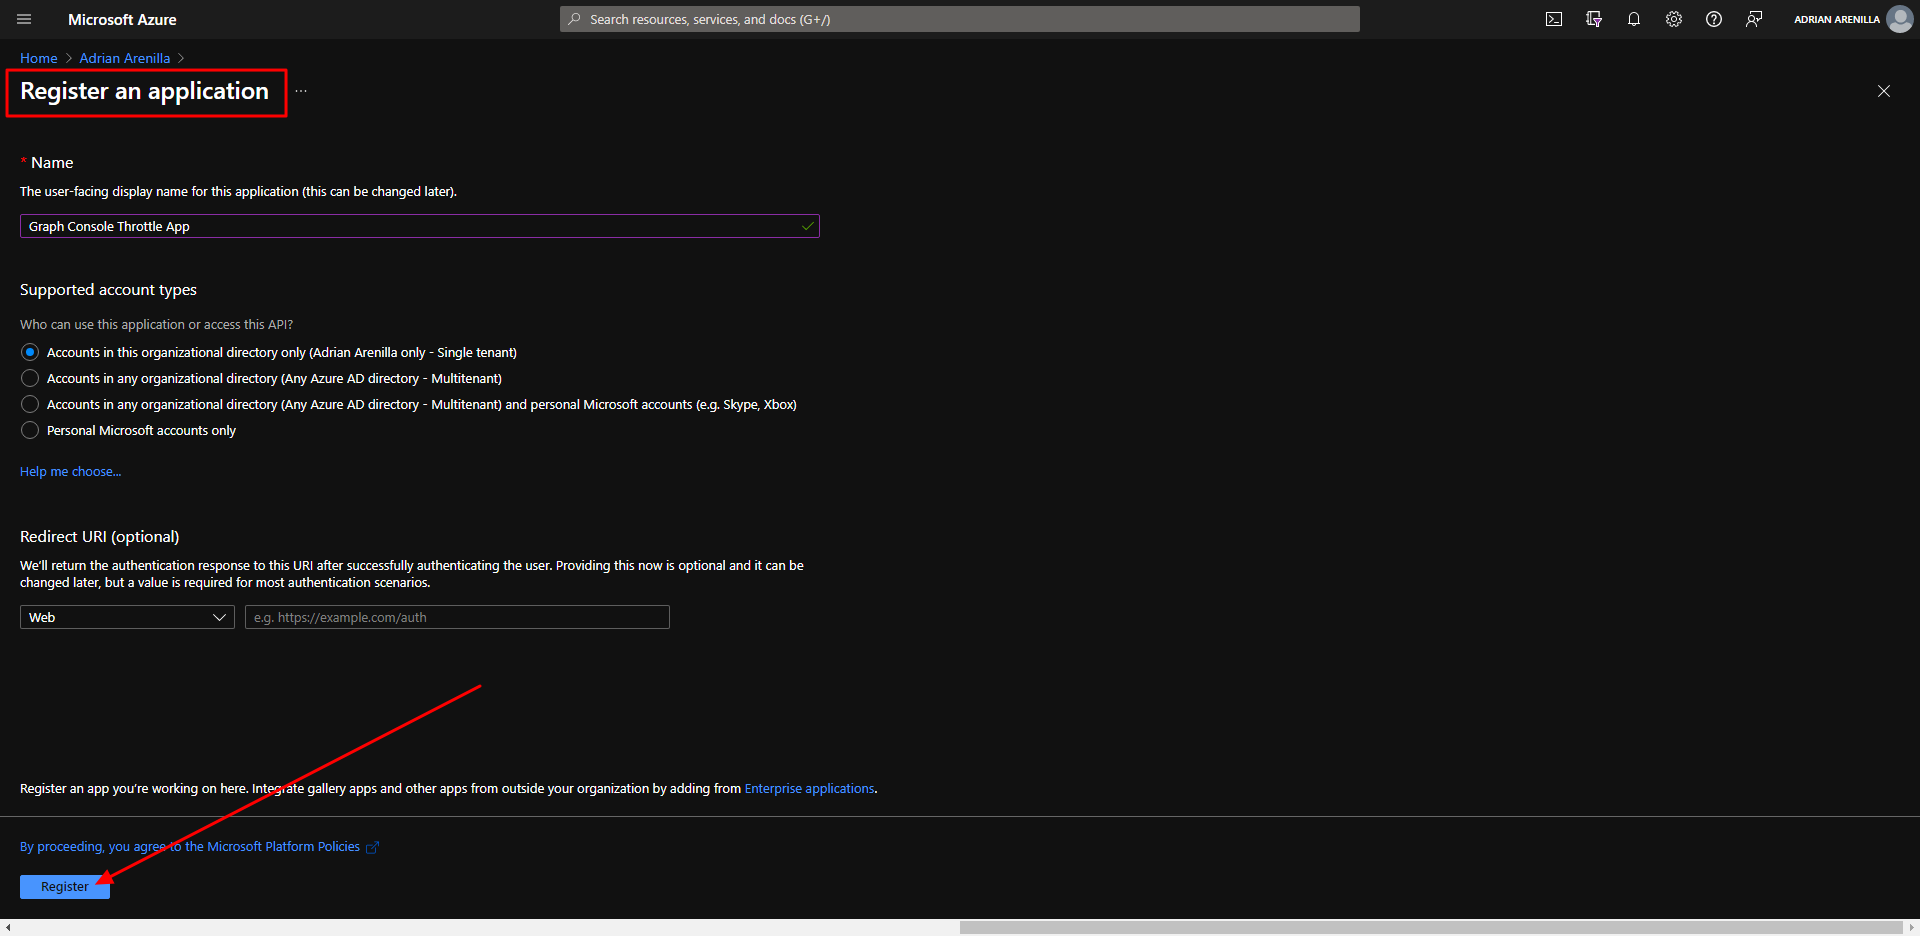 Microsoft Azure
Search resources, services, and docs (G+/)
ADRIAN ARENILLA
Home > Adrian Arenilla >
Register an application ...
* Name
The user-facing display name for this application (this can be changed later).
Graph Console Throttle App
Supported account types
Who can use this application or access this API?
Accounts in this organizational directory only (Adrian Arenilla only - Single tenant)
Accounts in any organizational directory (Any Azure AD directory - Multitenant)
Accounts in any organizational directory (Any Azure AD directory - Multitenant) and personal Microsoft accounts (e.g. Skype, Xbox)
Personal Microsoft accounts only
Help me choose...
Redirect URI (optional)
We'll return the authentication response to this URI after successfully authenticating the user. Providing this now is optional and it can be
changed later, but a value is required for most authentication scenarios.
Web
e.g. https://example.com/auth
Register an app you're working on here. Integrate gallery apps and other apps from outside your organization by adding from Enterprise applications.
By proceeding, you agree to the Microsoft Platform Policies
Register